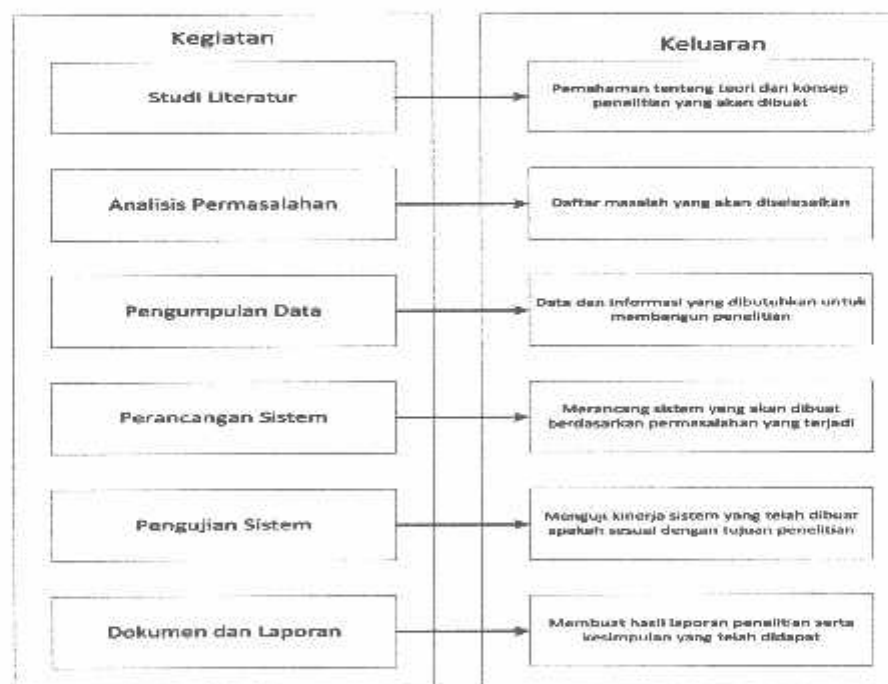 Kegiatan
Keluaran
Studi Literatur
Pemahaman tentang teori dan konsep
penelitian yang akan dibuat
Analisis Permasalahan
Daftar masalah yang akan diselesaikan
Pengumpulan Data
Data dan informasi yang dibutuhkan untuk
membangun penelitian
Perancangan Sistem
Merancang sistem yang akan dibuat
berdasarkan permasalahan yang terjadi
Pengujian Sistem
Menguji kinerja sistem yang telah dibuat
apakah sesuai dengan tujuan penelitian
Dokumen dan Laporan
Membuat hasil laporan penelitian serta
kesimpulan yang telah didapat